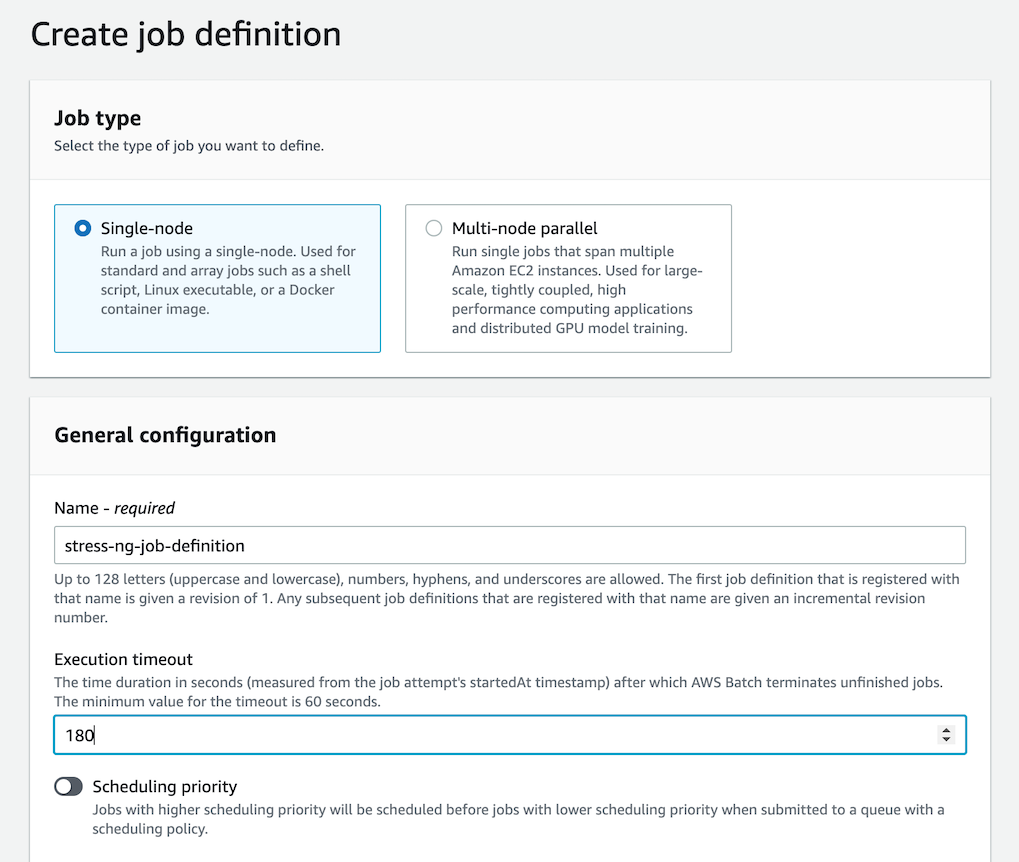 Create job definition
Job type
Select the type of job you want to define.
Single-node
Run a job using a single-node. Used for
standard and array jobs such as a shell
script, Linux executable, or a Docker
container image.
Multi-node parallel
Run single jobs that span multiple
Amazon EC2 instances. Used for large-
scale, tightly coupled, high
performance computing applications
and distributed GPU model training.
General configuration
Name - required
stress-ng-job-definition
Up to 128 letters (uppercase and lowercase), numbers, hyphens, and underscores are allowed. The first job definition that is registered with
that name is given a revision of 1. Any subsequent job definitions that are registered with that name are given an incremental revision
number.
Execution timeout
The time duration in seconds (measured from the job attempt's startedAt timestamp) after which AWS Batch terminates unfinished jobs.
The minimum value for the timeout is 60 seconds.
180
Scheduling priority
Jobs with higher scheduling priority will be scheduled before jobs with lower scheduling priority when submitted to a queue with a
scheduling policy.